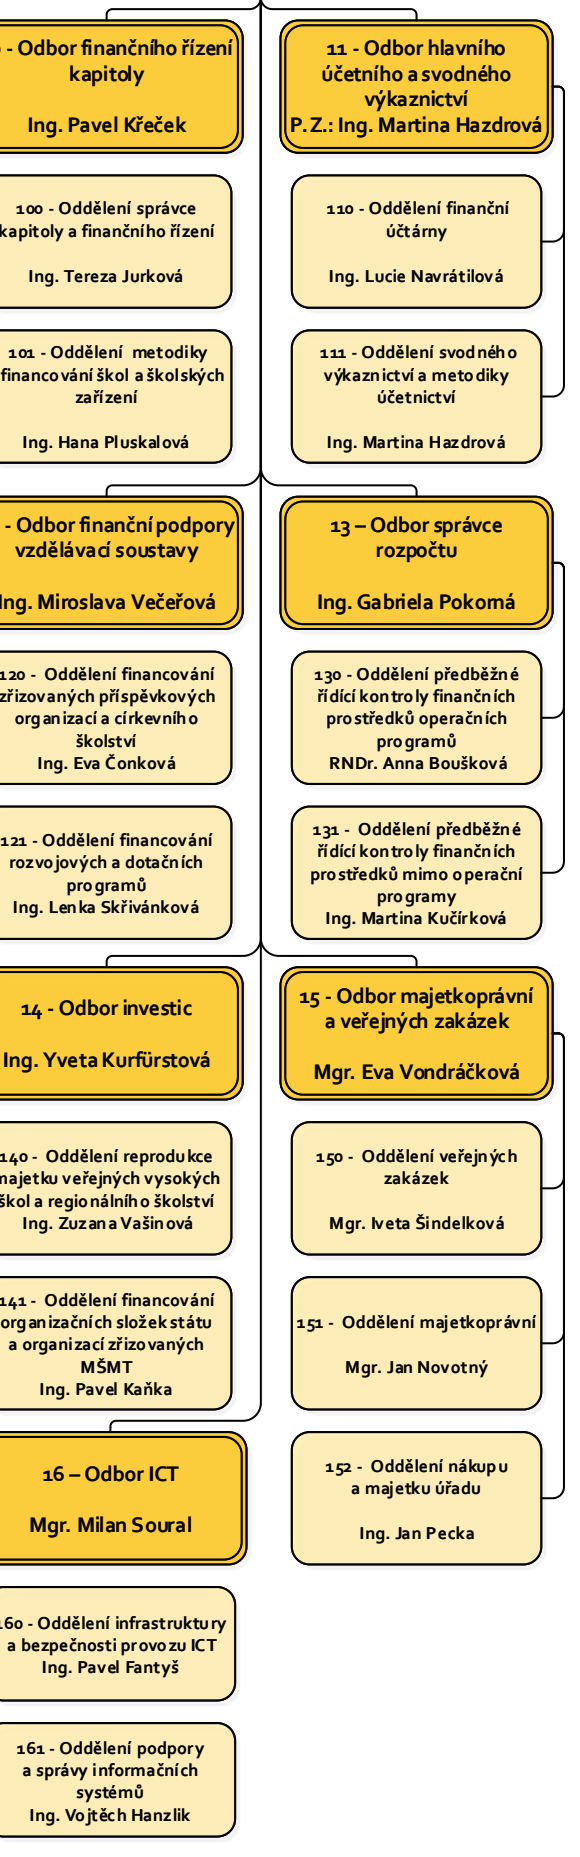 - Odbor finančního řízení
kapitoly
Ing. Pavel Křeček
11 - Odbor hlavního
účetního a svodného
výkaznictví
P.Z.: Ing. Martina Hazdrová
100 - Oddělení správce
kapitoly a finančního řízení
Ing. Tereza Jurková
110 - Oddělení finanční
účtárny
Ing. Lucie Navrátilová
101 - Oddělení metodiky
financování škol a školských
zařízení
Ing. Hana Pluskalová
111 - Oddělení svodného
výkaznictví a metodiky
účetnictví
Ing. Martina Hazdrová
- Odbor finanční podpory
vzdělávací soustavy
Ing. Miroslava Večeřová
13 – Odbor správce
rozpočtu
Ing. Gabriela Pokorná
120 - Oddělení financování
zřizovaných příspěvkových
organizací a církevního
školství
Ing. Eva Čonková
130 - Oddělení předběžné
řídící kontroly finančních
prostředků operačních
programů
RNDr. Anna Boušková
121 - Oddělení financování
rozvojových a dotačních
programů
Ing. Lenka Skřivánková
131 - Oddělení předběžné
řídící kontroly finančních
prostředků mimo operační
programy
Ing. Martina Kučírková
14 - Odbor investic
Ing. Yveta Kurfürstová
15 - Odbor majetkoprávní
a veřejných zakázek
Mgr. Eva Vondráčková
140 - Oddělení reprodukce
majetku veřejných vysokých
škol a regionálního školství
Ing. Zuzana Vašinová
150 - Oddělení veřejných
zakázek
Mgr. Iveta Šindelková
141 - Oddělení financování
organizačních složek státu
a organizací zřizovaných
MŠMT
Ing. Pavel Kaňka
151 - Oddělení majetkoprávní
Mgr. Jan Novotný
16 – Odbor ICT
Mgr. Milan Soural
152 - Oddělení nákupu
a majetku úřadu
Ing. Jan Pecka
160 - Oddělení infrastruktury
a bezpečnosti provozu ICT
Ing. Pavel Fantyš
161 - Oddělení podpory
a správy informačních
systémů
Ing. Vojtěch Hanzlik